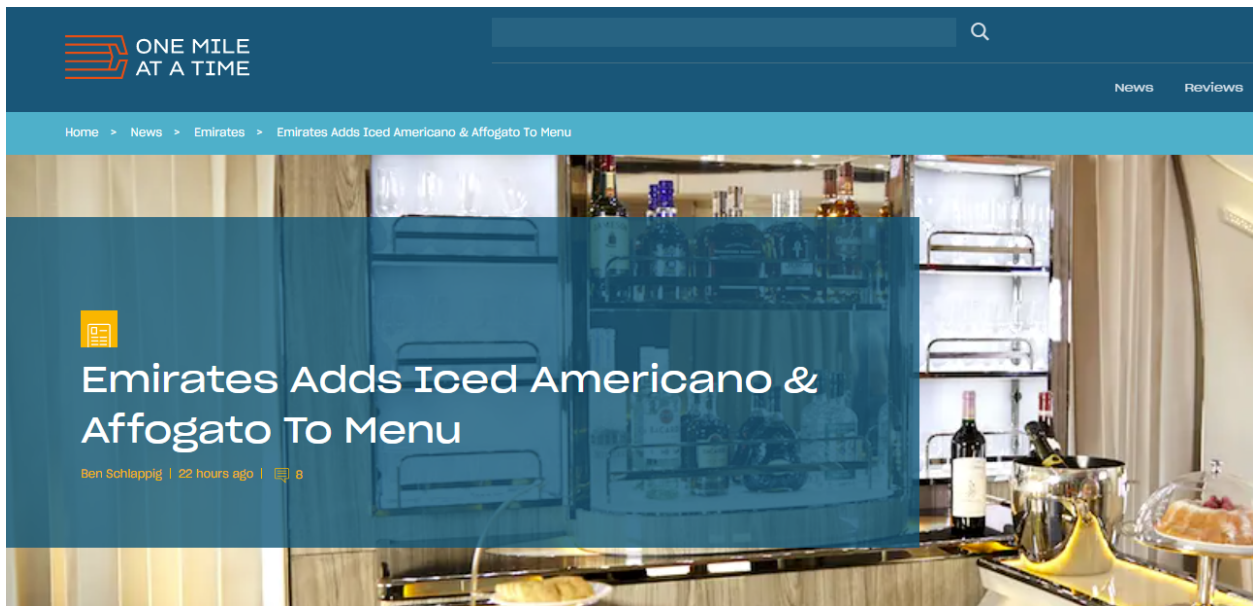 ONE MILE
AT A TIME
News Reviews
Home > News > Emirates > Emirates Adds Iced Americano & Affogato To Menu
Emirates Adds Iced Americano &
Affogato To Menu
Ben Schlappig | 22 hours ago | 8